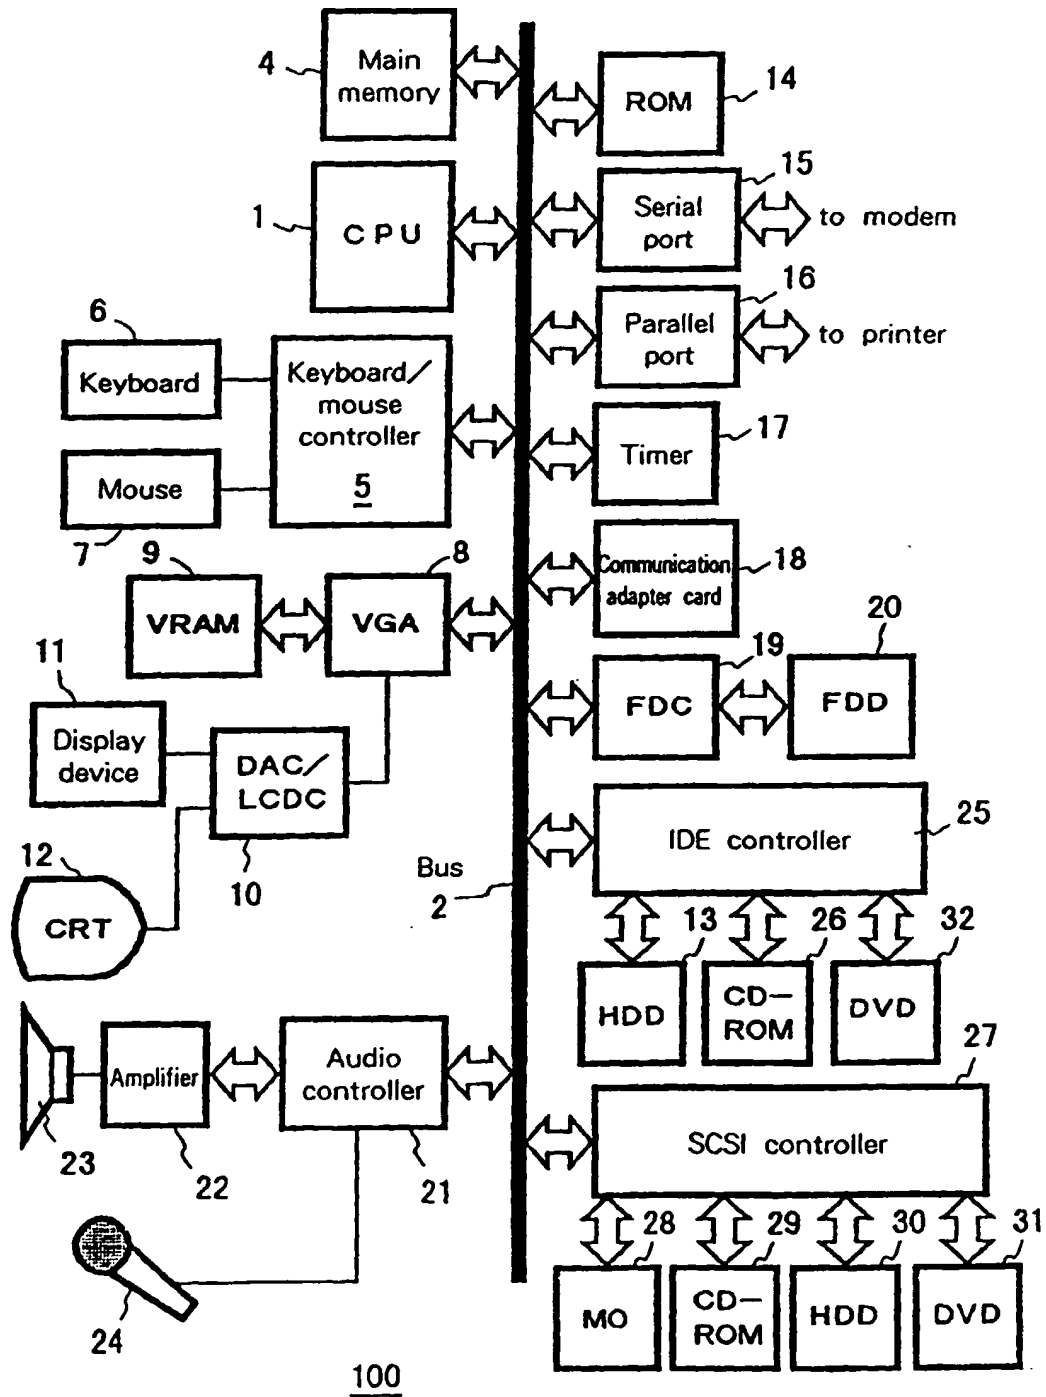 4
Main
memory
ROM
14
1
CPU
Serial
port
15
to modem
Parallel
port
16
to printer
6
Keyboard
Keyboard/
mouse
controller
5
Mouse
7
Timer
17
Communication
adapter card
18
9
VRAM
8
VGA
19
FDC
20
FDD
11
Display
device
DAC/
LCDC
10
12
CRT
Bus
2
IDE controller
25
13
HDD
26
CD-
ROM
32
DVD
23
Amplifier
22
Audio
controller
21
27
SCSI controller
24
28
MO
29
CD-
ROM
30
HDD
31
DVD
100